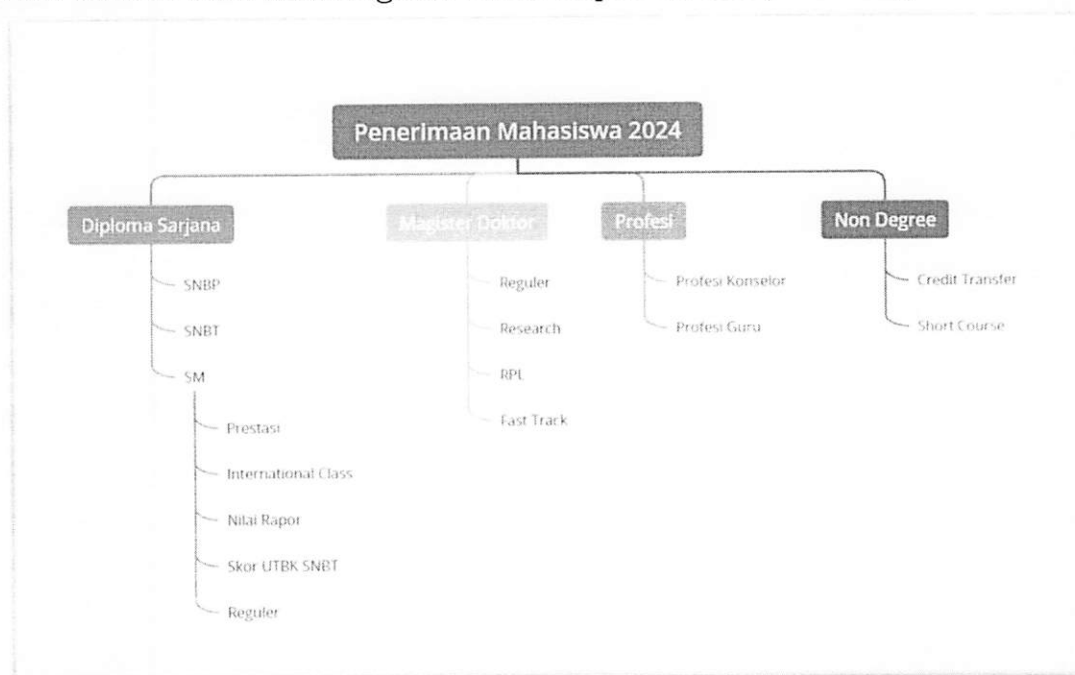 Penerimaan Mahasiswa 2024
Diploma Sarjana
SNBP
SNBT
SM
Prestasi
International Class
Nilai Rapor
Skor UTBK SNBT
Reguler
Magister Doktor
Reguler
Research
RPL
Fast Track
Profesi
Profesi Konselor
Profesi Guru
Non Degree
Credit Transfer
Short Course